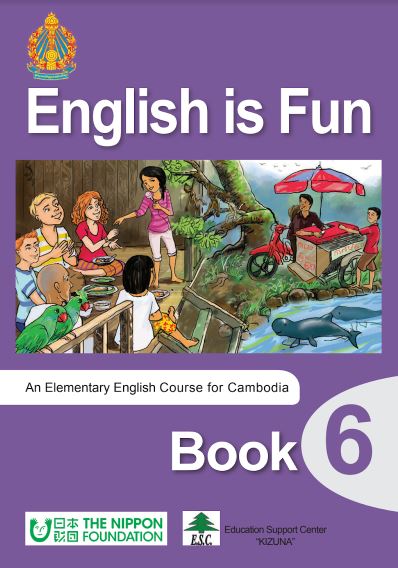 English is Fun
An Elementary English Course for Cambodia
Book 6
日本
財団
THE NIPPON
FOUNDATION
E.S.C.
Education Support Center
"KIZUNA"